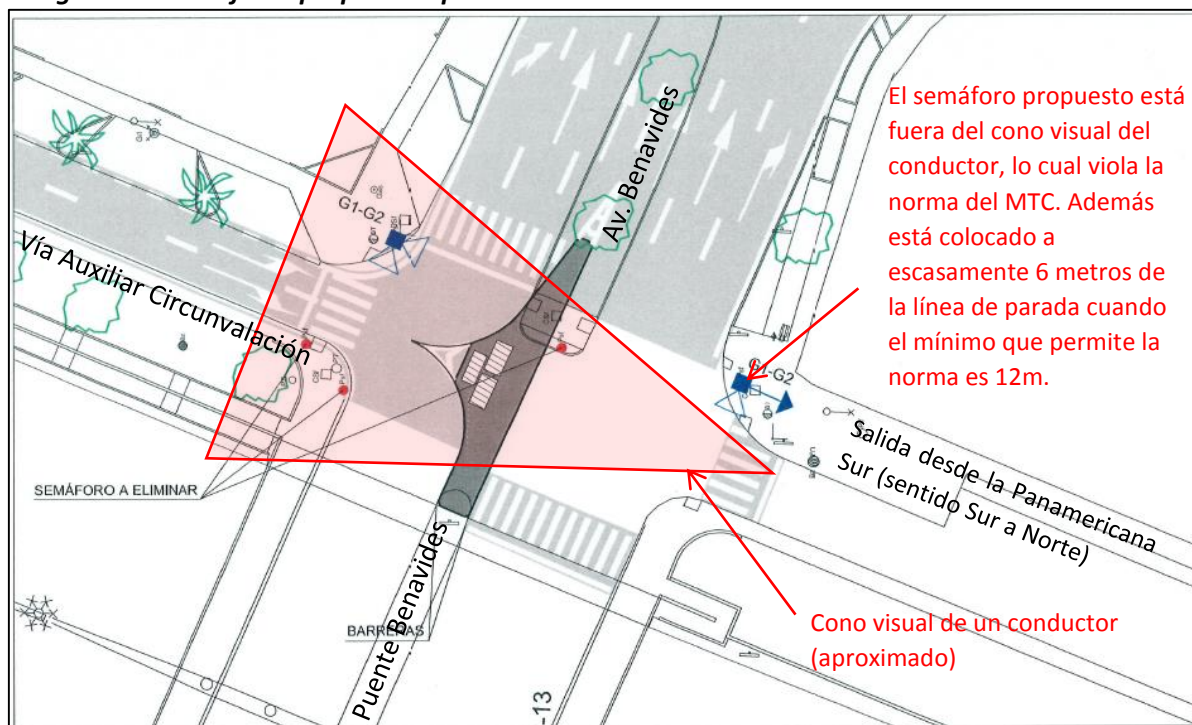 El semáforo propuesto está
fuera del cono visual del
conductor, lo cual viola la
norma del MTC. Además
está colocado a
escasamente 6 metros de
la línea de parada cuando
el mínimo que permite la
norma es 12m.
Av. Benavides
G1-G2
Vía Auxiliar Circunvalación
G1-G2
Salida desde la Panamericana
Sur (sentido Sur a Norte)
SEMÁFORO A ELIMINAR
BARRERAS
Puente Benavides
-13
Cono visual de un conductor
(aproximado)